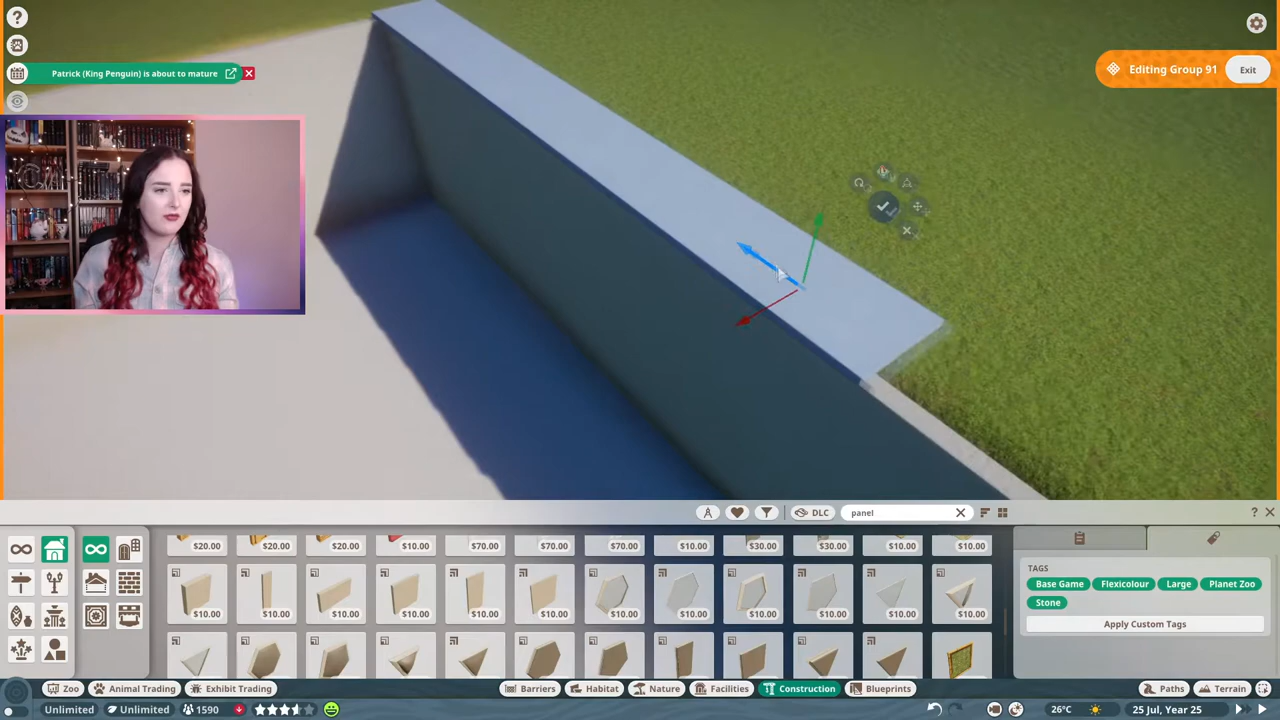 ?
Patrick (King Penguin) is about to mature
Editing Group 91 Exit
DLC panel ?
$20.00 $20.00 $20.00 $10.00 $70.00 $70.00 $70.00 $10.00 $30.00 $30.00 $10.00 $10.00
$10.00 $10.00 $10.00 $10.00 $10.00 $10.00 $10.00 $10.00 $10.00 $10.00 $10.00 $10.00
TAGS
Base Game Flexicolour Large Planet Zoo
Stone
Apply Custom Tags
Zoo Animal Trading Exhibit Trading Barriers Habitat Nature Facilities Construction Blueprints Paths Terrain
Unlimited Unlimited 1590 26°C 25 Jul, Year 25